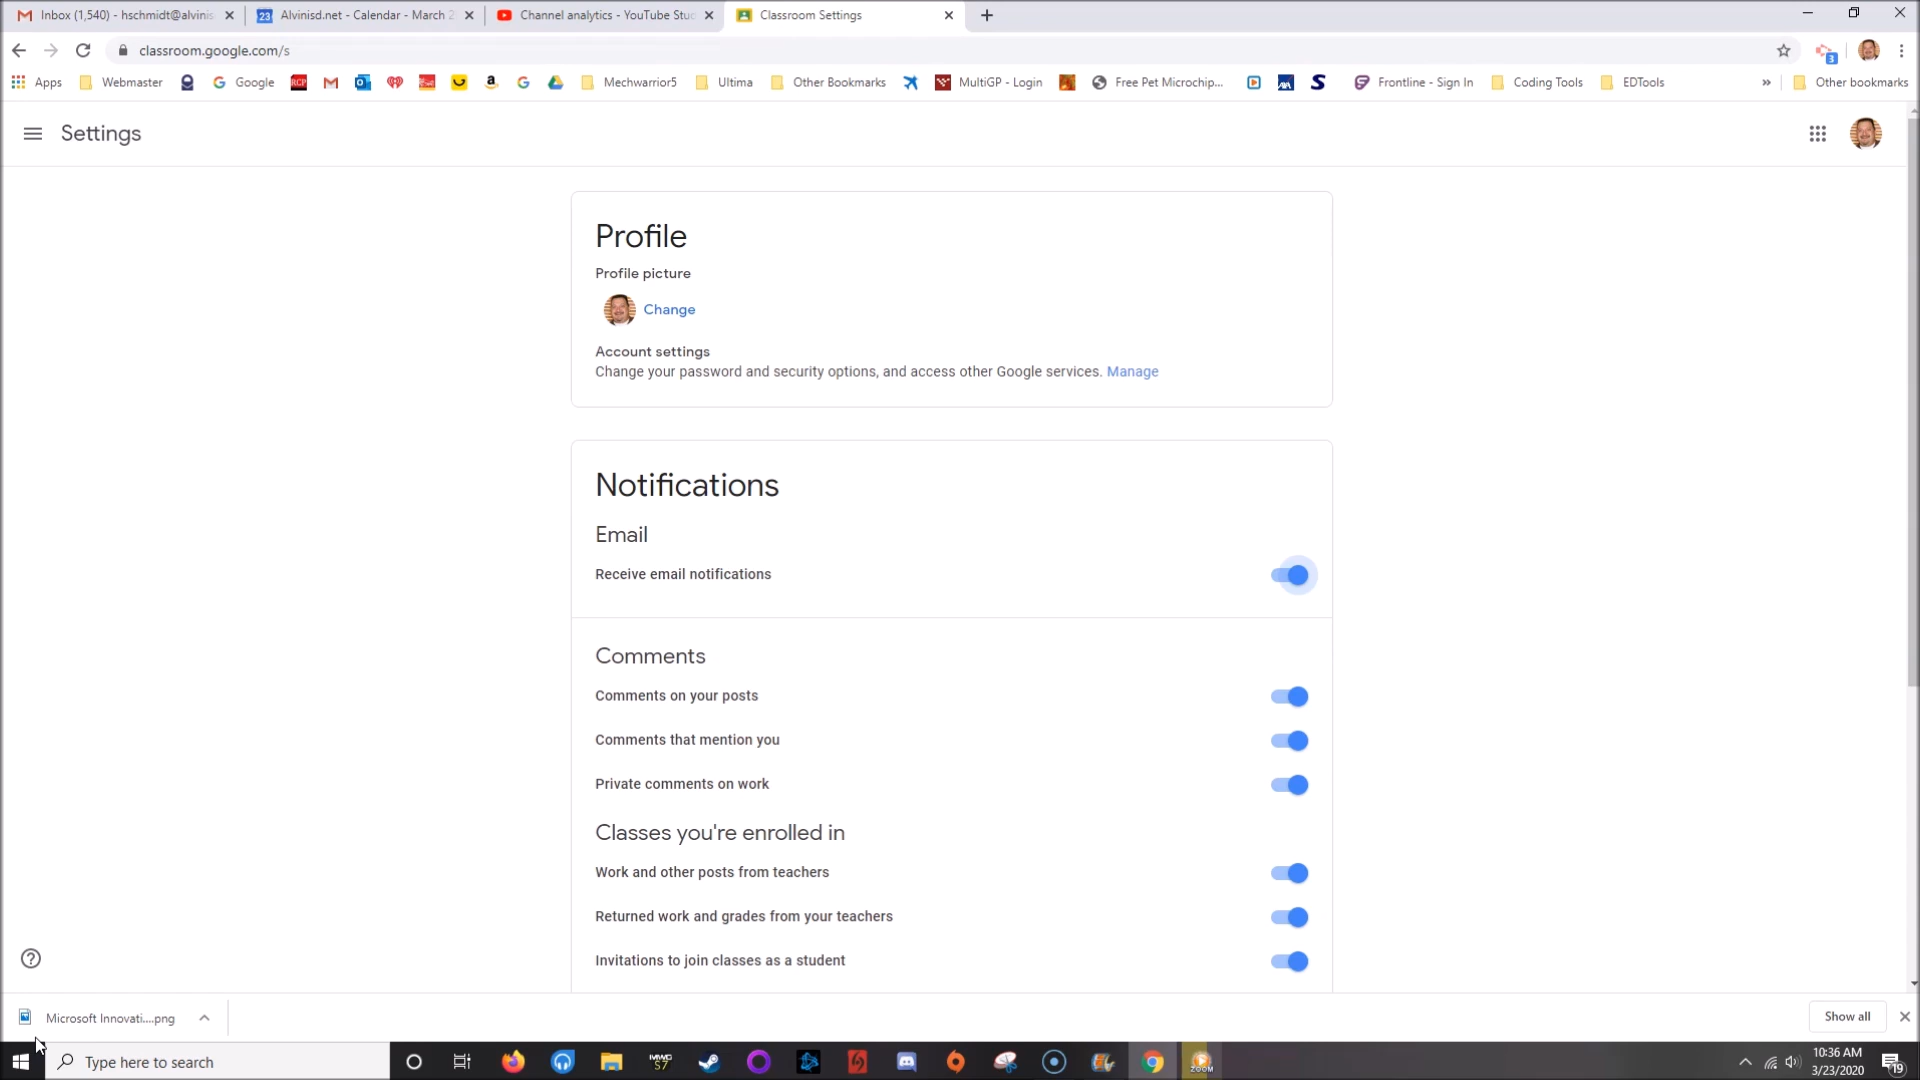 Inbox (1,540) - hschmidt@alvinis
Alvinisd.net - Calendar - March 2
Channel analytics - YouTube Stud
Classroom Settings
classroom.google.com/s
3
Apps
Webmaster
Google
Mechwarrior5
Ultima
Other Bookmarks
MultiGP - Login
Free Pet Microchip...
Frontline - Sign In
Coding Tools
EDTools
Other bookmarks
Settings
Profile
Profile picture
Change
Account settings
Change your password and security options, and access other Google services. Manage
Notifications
Email
Receive email notifications
Comments
Comments on your posts
Comments that mention you
Private comments on work
Classes you're enrolled in
Work and other posts from teachers
Returned work and grades from your teachers
Invitations to join classes as a student
Microsoft Innovati....png
Show all
Type here to search
ZOOM
10:36 AM
3/23/2020
19